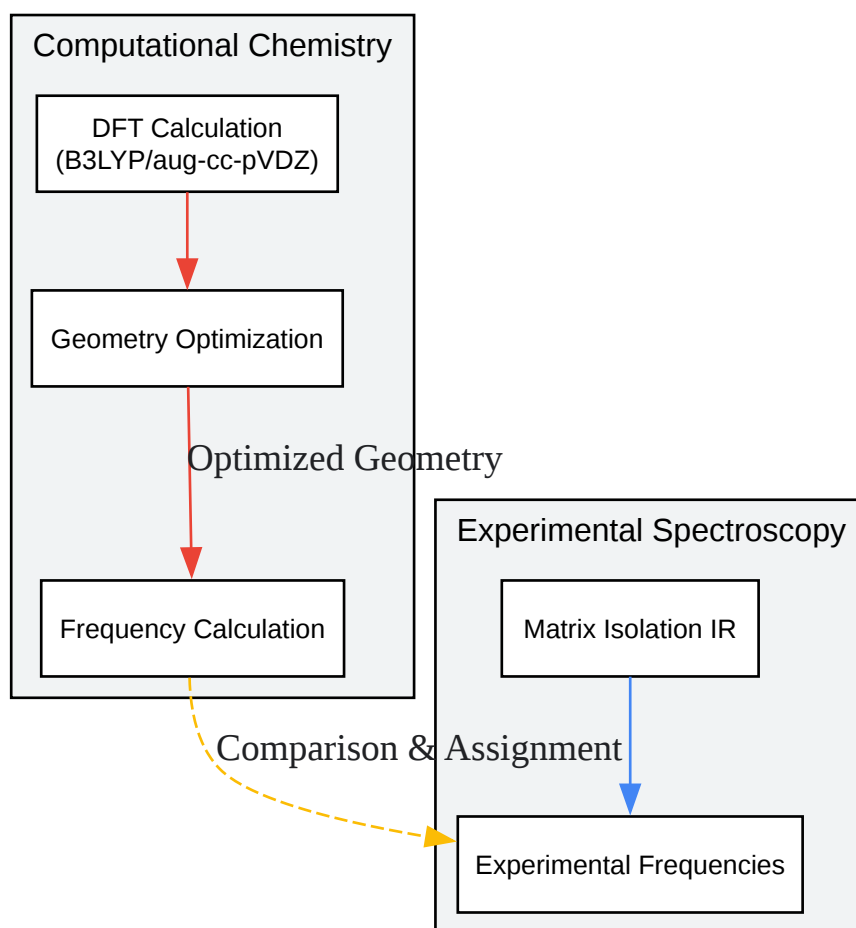 Computational Chemistry
DFT Calculation
(B3LYP/aug-cc-pVDZ)
Geometry Optimization
Optimized Geometry
Frequency Calculation
Experimental Spectroscopy
Matrix Isolation IR
Comparison & Assignment
Experimental Frequencies